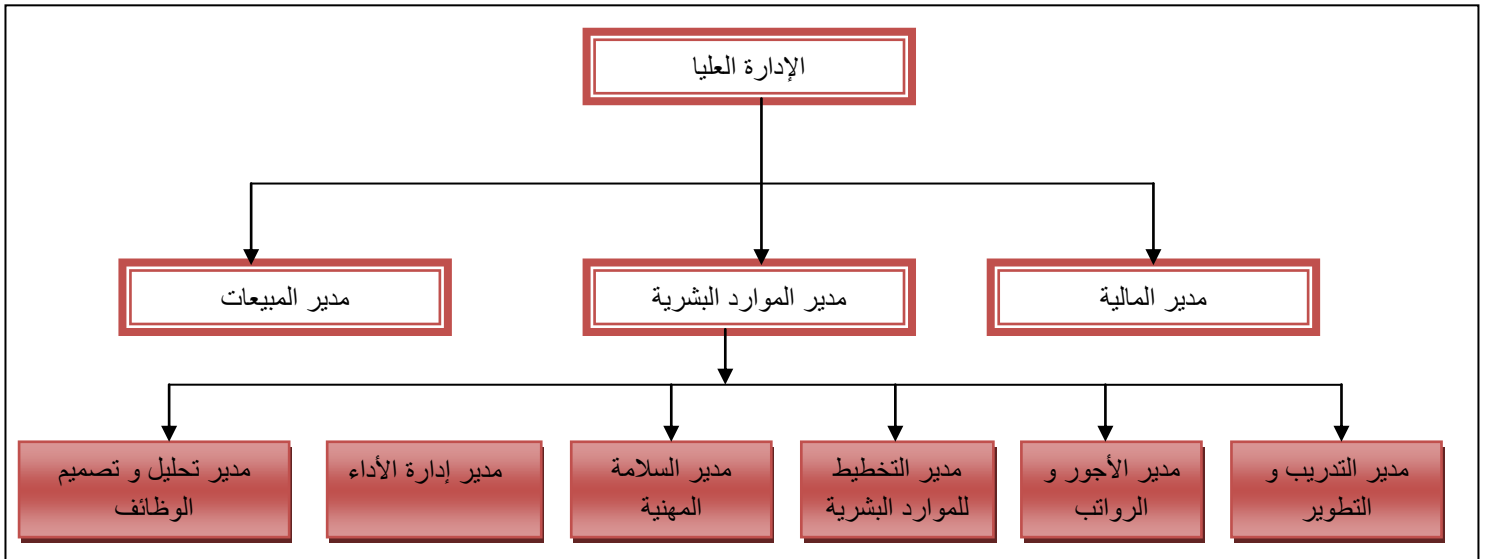 الإدارة العليا
مدير المالية
مدير الموارد البشرية
مدير المبيعات
مدير التدريب و
التطوير
مدير الأجور و
الرواتب
مدير التخطيط
للموارد البشرية
مدير السلامة
المهنية
مدير إدارة الأداء
مدير تحليل و تصميم
الوظائف